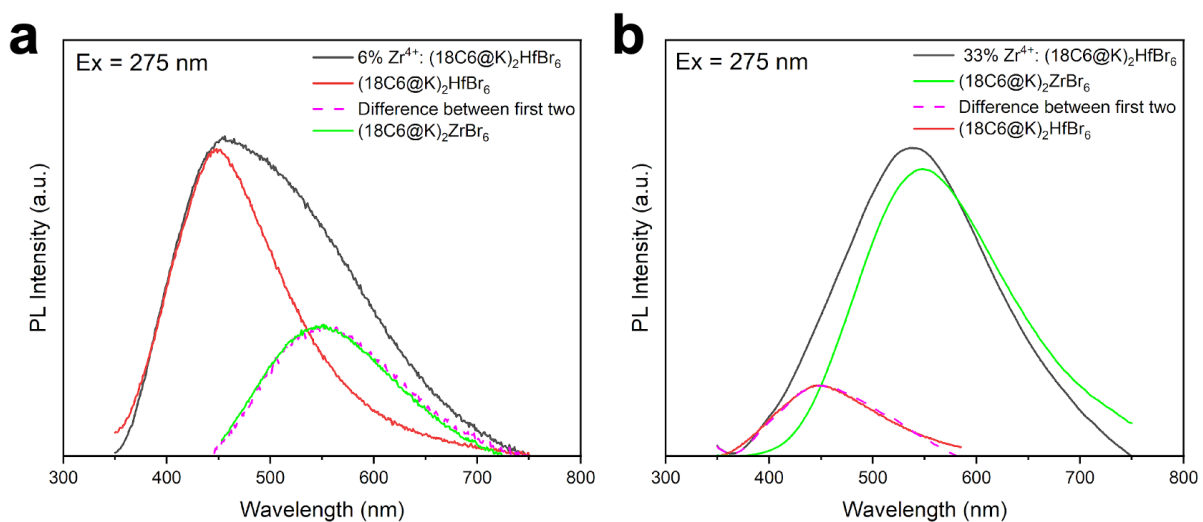 a
Ex = 275 nm
6% Zr⁴⁺: (18C6@K)₂HfBr₆
(18C6@K)₂HfBr₆
Difference between first two
(18C6@K)₂ZrBr₆
PL Intensity (a.u.)
300 400 500 600 700 800
Wavelength (nm)
b
Ex = 275 nm
33% Zr⁴⁺: (18C6@K)₂HfBr₆
(18C6@K)₂ZrBr₆
Difference between first two
(18C6@K)₂HfBr₆
PL Intensity (a.u.)
300 400 500 600 700 800
Wavelength (nm)